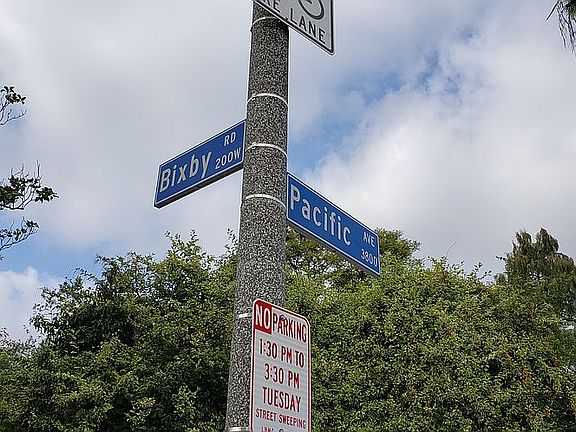 LANE
Bixby RD
200W
Pacific AVE
3800
NO PARKING
1:30 PM TO
3:30 PM
TUESDAY
STREET SWEEPING